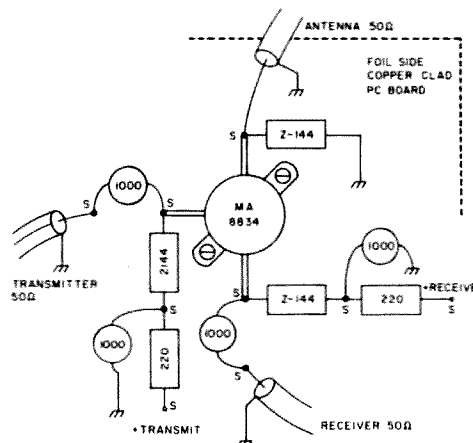 ANTENNA 50Ω
FOIL SIDE
COPPER CLAD
PC BOARD
S
Z-144
1000
S
S
MA
8834
TRANSMITTER
50Ω
2144
1000
S
220
S
+TRANSMIT
S
Z-144
1000
S
220
+RECEIVE
S
1000
S
RECEIVER 50Ω